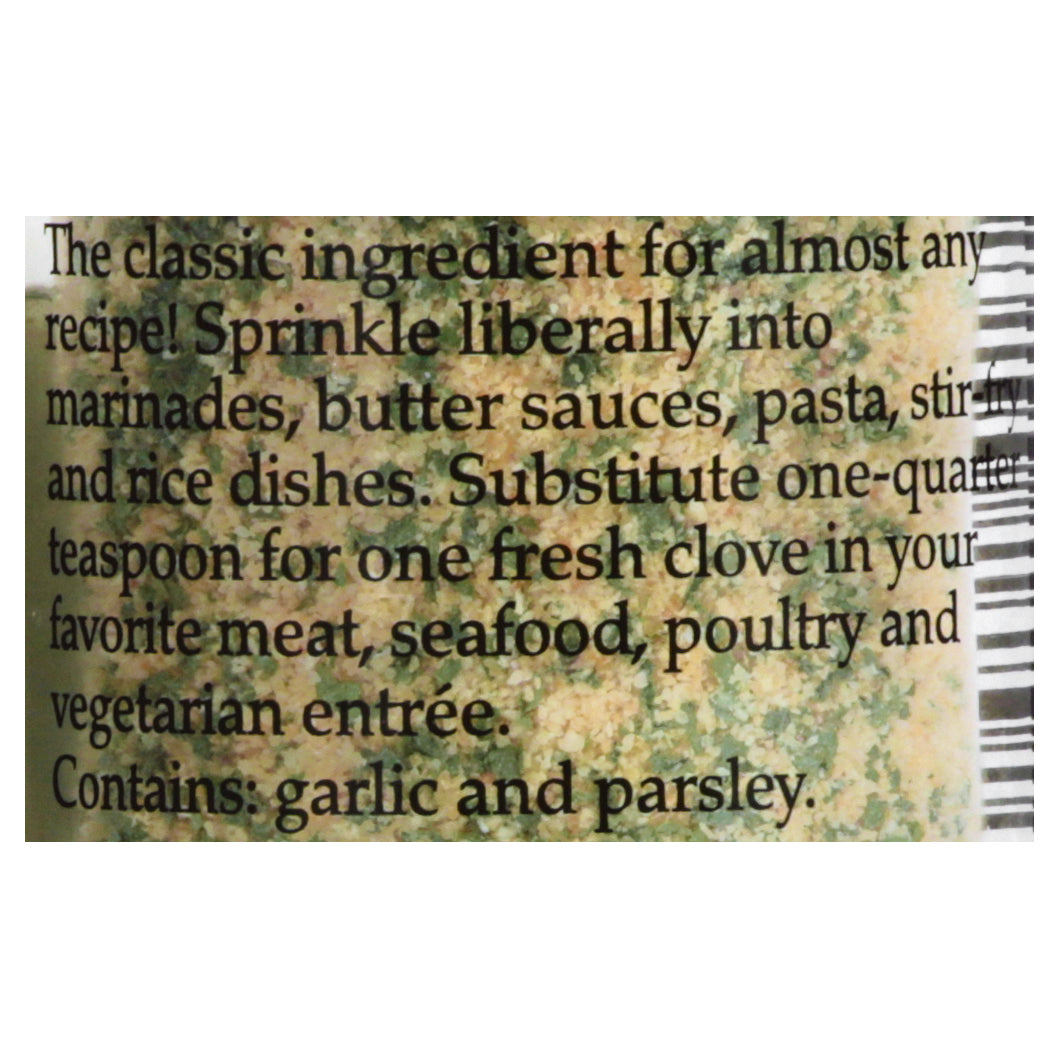 The classic ingredient for almost any
recipe! Sprinkle liberally into
marinades, butter sauces, pasta, stir-fry
and rice dishes. Substitute one-quarter
teaspoon for one fresh clove in your
favorite meat, seafood, poultry and
vegetarian entrée.
Contains: garlic and parsley.